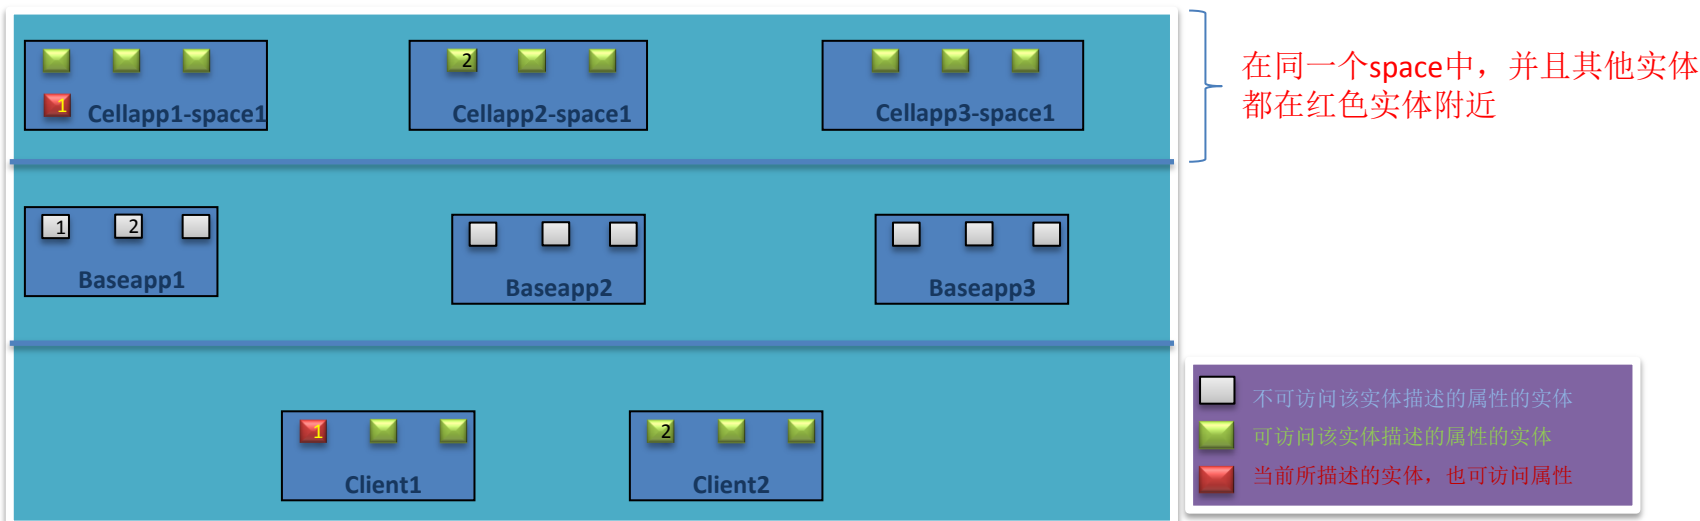 2
1
Cellapp1-space1
Cellapp2-space1
Cellapp3-space1
在同一个space中，并且其他实体
都在红色实体附近
1
2
Baseapp1
Baseapp2
Baseapp3
1
2
Client1
Client2
不可访问该实体描述的属性的实体
可访问该实体描述的属性的实体
当前所描述的实体，也可访问属性